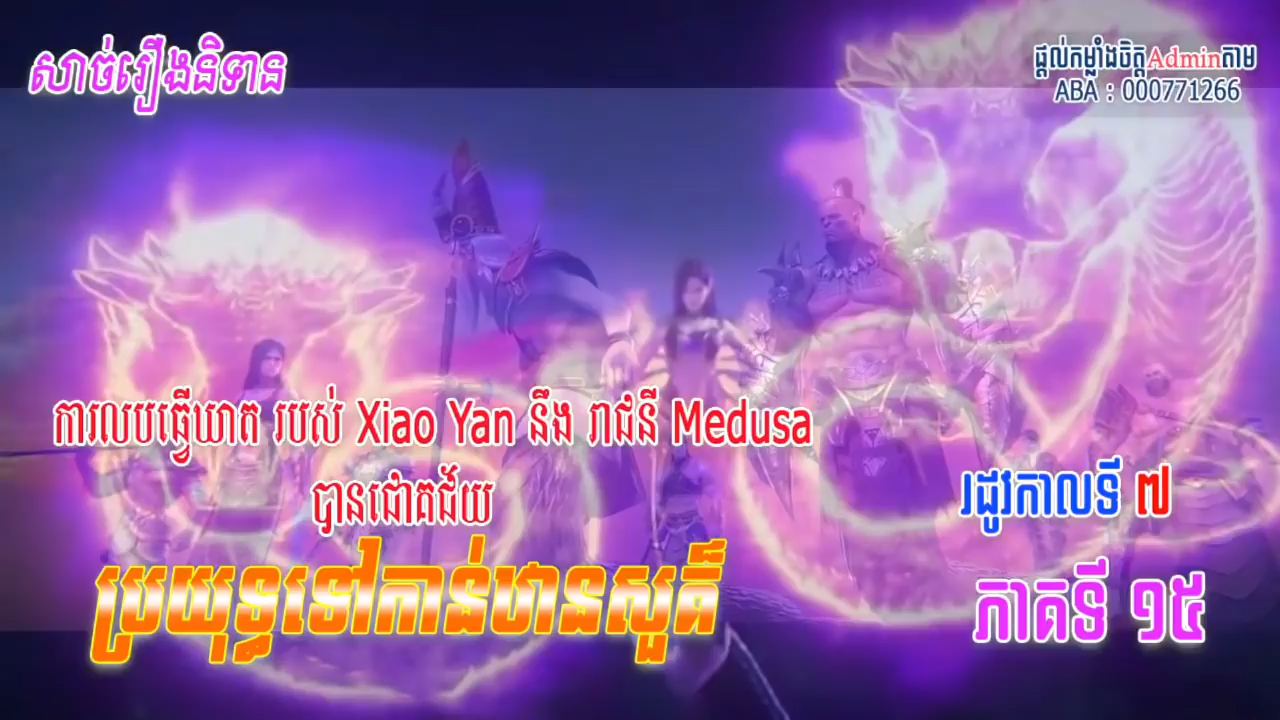 សាច់រឿងនិទាន
ផ្តល់កម្លាំងចិត្តAdminតាម
ABA : 000771266
ការលបធ្វើឃាត របស់ Xiao Yan នឹង រាជនី Medusa
បានជោគជ័យ
ប្រយុទ្ធទៅកាន់ឋានសួគ៌
រដូវកាលទី ៧
ភាគទី ១៥